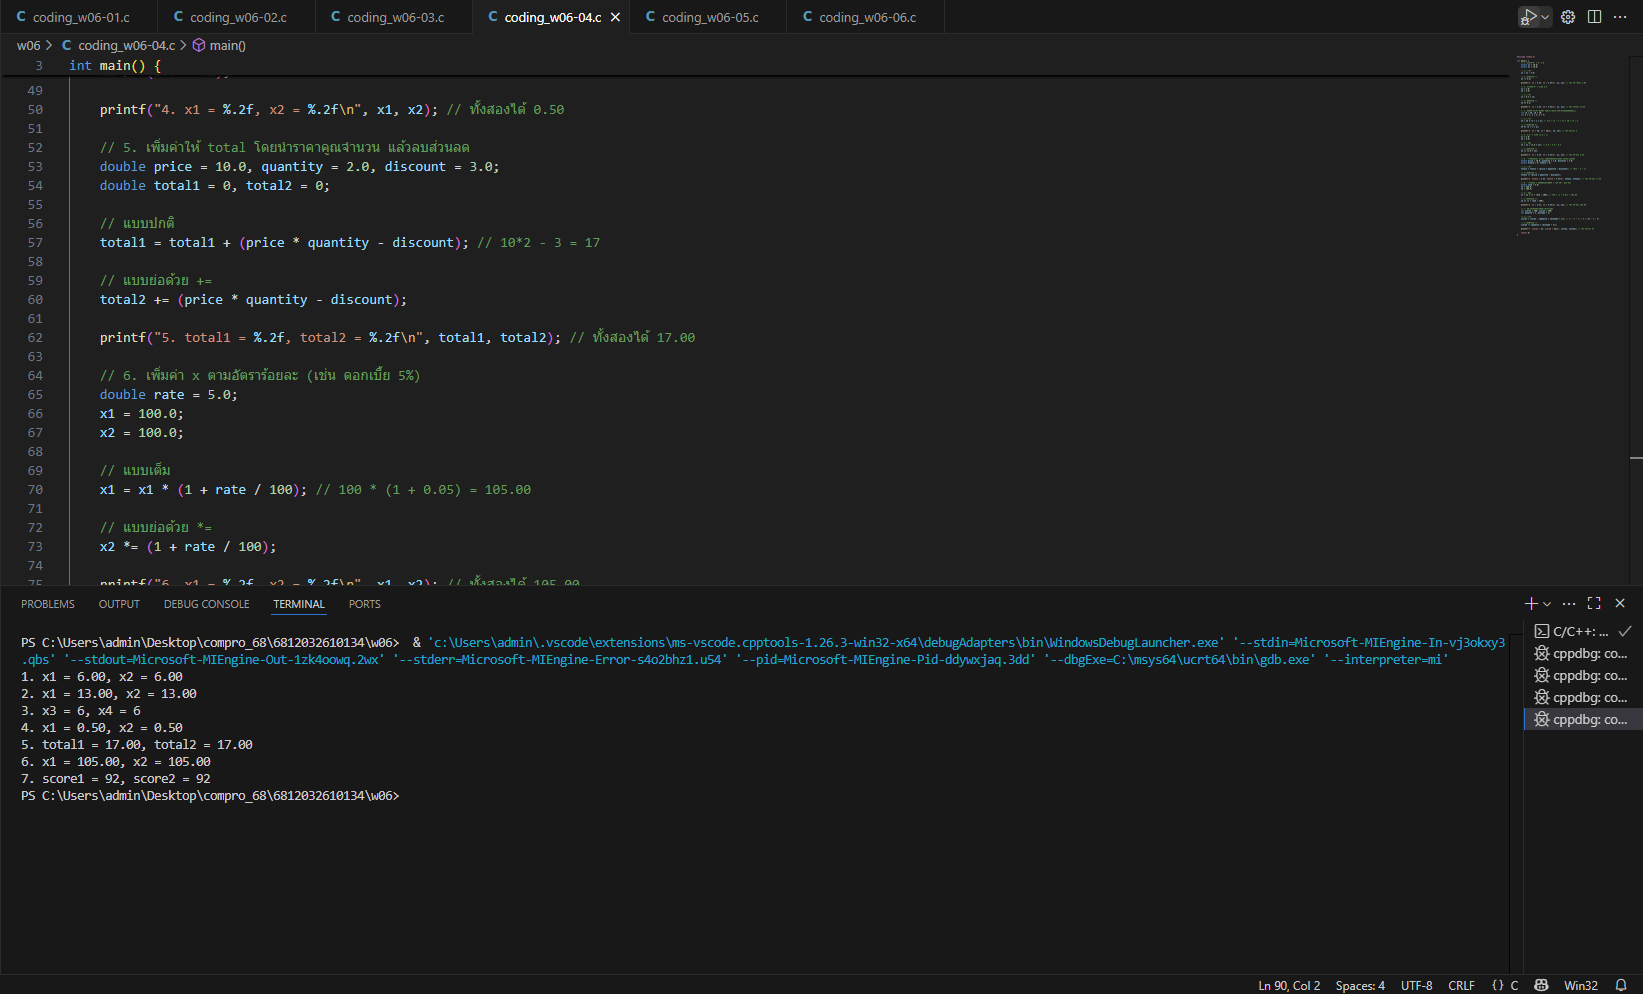 C coding_w06-01.c C coding_w06-02.c C coding_w06-03.c C coding_w06-04.c C coding_w06-05.c C coding_w06-06.c
w06 > C coding_w06-04.c > main()
3 int main() {
49
50 printf("4. x1 = %.2f, x2 = %.2f\n", x1, x2); // ทั้งสองได้ 0.50
51
52 // 5. เพิ่มค่าให้ total โดยนำราคาคูณจำนวน แล้วลบส่วนลด
53 double price = 10.0, quantity = 2.0, discount = 3.0;
54 double total1 = 0, total2 = 0;
55
56 // แบบปกติ
57 total1 = total1 + (price * quantity - discount); // 10*2 - 3 = 17
58
59 // แบบย่อด้วย +=
60 total2 += (price * quantity - discount);
61
62 printf("5. total1 = %.2f, total2 = %.2f\n", total1, total2); // ทั้งสองได้ 17.00
63
64 // 6. เพิ่มค่า x ตามอัตราร้อยละ (เช่น ดอกเบี้ย 5%)
65 double rate = 5.0;
66 x1 = 100.0;
67 x2 = 100.0;
68
69 // แบบเต็ม
70 x1 = x1 * (1 + rate / 100); // 100 * (1 + 0.05) = 105.00
71
72 // แบบย่อด้วย *=
73 x2 *= (1 + rate / 100);
74
75 printf("6. x1 = %.2f, x2 = %.2f\n", x1, x2); // ทั้งสองได้ 105.00
PROBLEMS OUTPUT DEBUG CONSOLE TERMINAL PORTS
PS C:\Users\admin\Desktop\compro_68\6812032610134\w06> & 'c:\Users\admin\.vscode\extensions\ms-vscode.cpptools-1.26.3-win32-x64\debugAdapters\bin\WindowsDebugLauncher.exe' '--stdin=Microsoft-MIEngine-In-vj3okxy3
.qbs' '--stdout=Microsoft-MIEngine-Out-1zk4oowq.2wx' '--stderr=Microsoft-MIEngine-Error-s4o2bhz1.u54' '--pid=Microsoft-MIEngine-Pid-ddywxjaq.3dd' '--dbgExe=C:\msys64\ucrt64\bin\gdb.exe' '--interpreter=mi'
1. x1 = 6.00, x2 = 6.00
2. x1 = 13.00, x2 = 13.00
3. x3 = 6, x4 = 6
4. x1 = 0.50, x2 = 0.50
5. total1 = 17.00, total2 = 17.00
6. x1 = 105.00, x2 = 105.00
7. score1 = 92, score2 = 92
PS C:\Users\admin\Desktop\compro_68\6812032610134\w06>
C/C++: ...
cppdbg: co...
cppdbg: co...
cppdbg: co...
cppdbg: co...
Ln 90, Col 2 Spaces: 4 UTF-8 CRLF {} C Win32